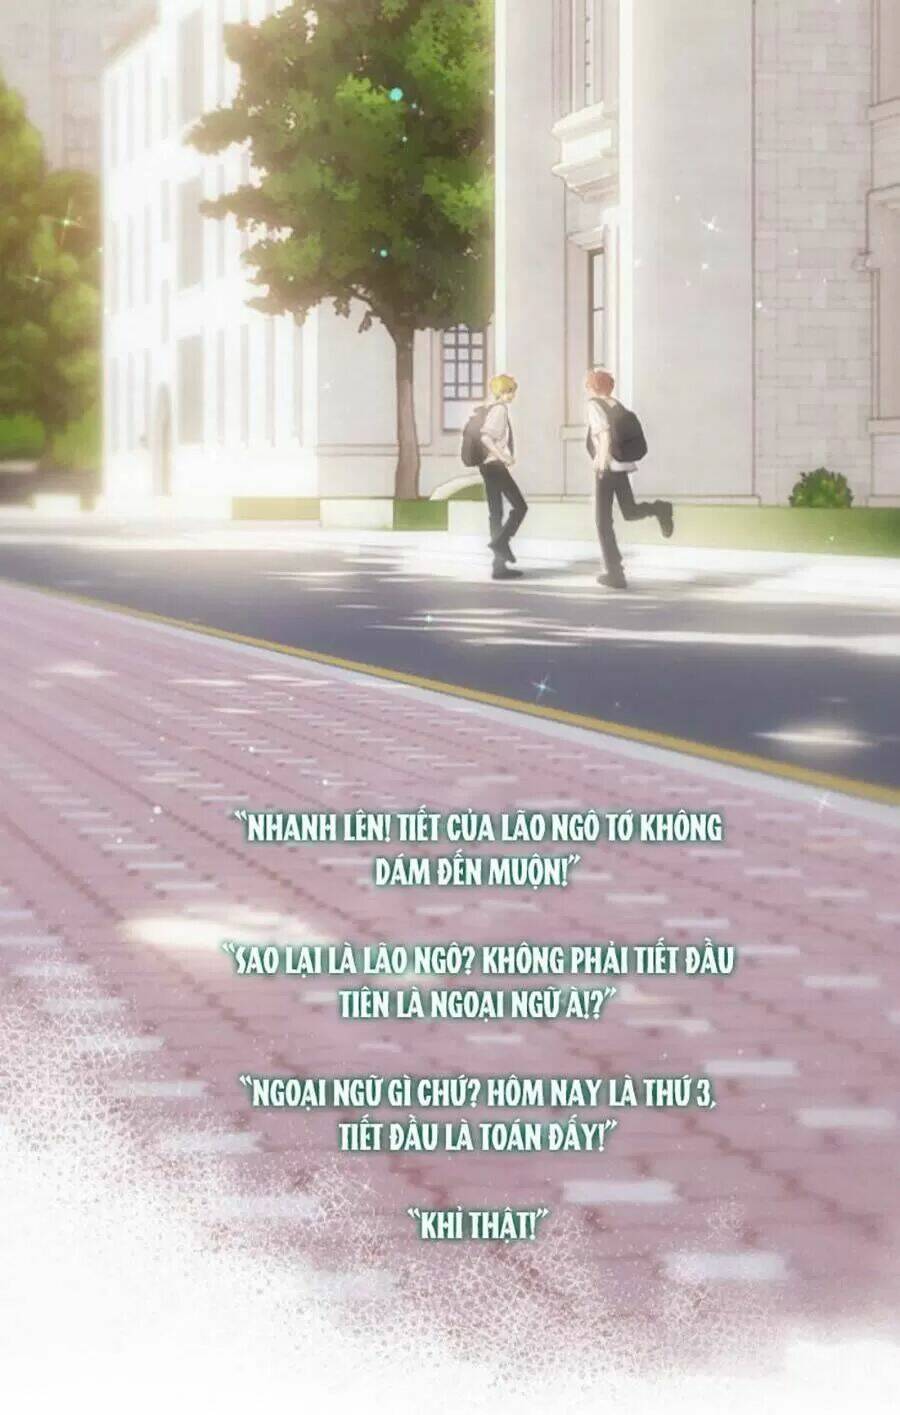 “NHANH LÊN! TIẾT CỦA LÃO NGÔ TỚ KHÔNG
DÁM ĐẾN MUỘN!”
“SAO LẠI LÀ LÃO NGÔ? KHÔNG PHẢI TIẾT ĐẦU
TIÊN LÀ NGOẠI NGỮ À!?”
“NGOẠI NGỮ GÌ CHỨ? HÔM NAY LÀ THỨ 3,
TIẾT ĐẦU LÀ TOÁN ĐẤY!”
“KHỈ THẬT!”